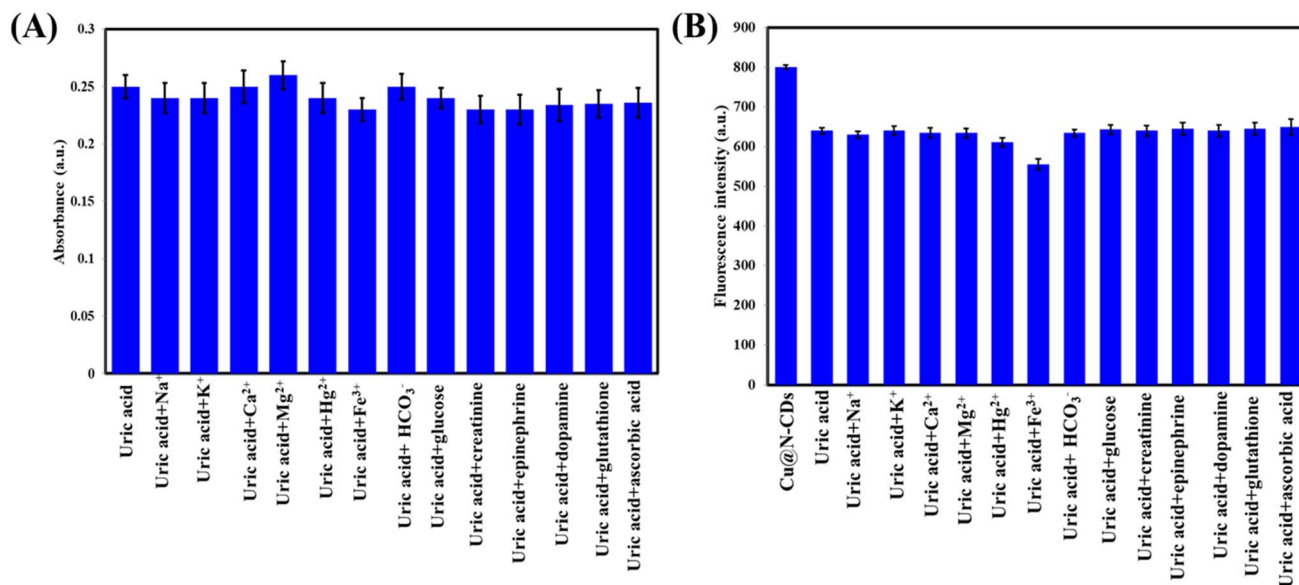 (A)
Absorbance (a.u.)
0.3
0.25
0.2
0.15
0.1
0.05
0
Uric acid
Uric acid+Na⁺
Uric acid+K⁺
Uric acid+Ca²⁺
Uric acid+Mg²⁺
Uric acid+Hg²⁺
Uric acid+Fe³⁺
Uric acid+ HCO₃⁻
Uric acid+glucose
Uric acid+creatinine
Uric acid+epinephrine
Uric acid+dopamine
Uric acid+glutathione
Uric acid+ascorbic acid
(B)
Fluorescence intensity (a.u.)
900
800
700
600
500
400
300
200
100
0
Cu@N-CDs
Uric acid
Uric acid+Na⁺
Uric acid+K⁺
Uric acid+Ca²⁺
Uric acid+Mg²⁺
Uric acid+Hg²⁺
Uric acid+Fe³⁺
Uric acid+ HCO₃⁻
Uric acid+glucose
Uric acid+creatinine
Uric acid+epinephrine
Uric acid+dopamine
Uric acid+glutathione
Uric acid+ascorbic acid